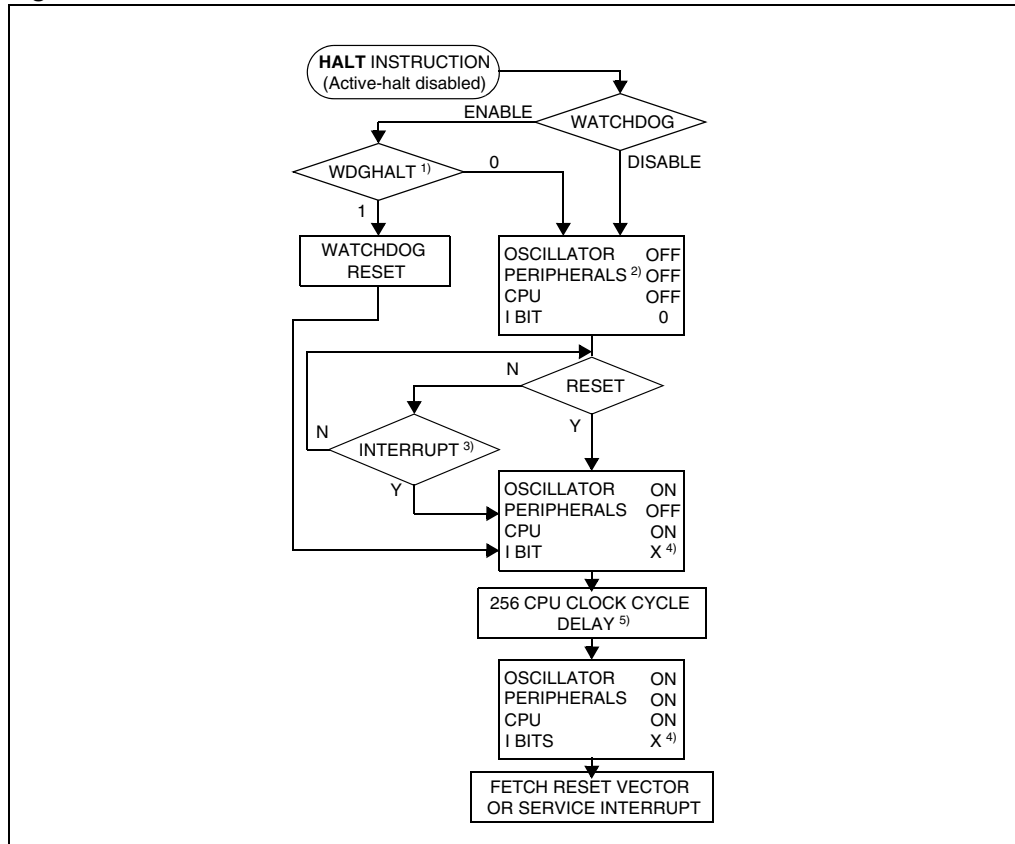 HALT INSTRUCTION
(Active-halt disabled)
ENABLE
WATCHDOG
DISABLE
WDGHALT 1)
0
1
WATCHDOG
RESET
OSCILLATOR OFF
PERIPHERALS 2) OFF
CPU OFF
I BIT 0
N
RESET
Y
N
INTERRUPT 3)
Y
OSCILLATOR ON
PERIPHERALS OFF
CPU ON
I BIT X 4)
256 CPU CLOCK CYCLE
DELAY 5)
OSCILLATOR ON
PERIPHERALS ON
CPU ON
I BITS X 4)
FETCH RESET VECTOR
OR SERVICE INTERRUPT